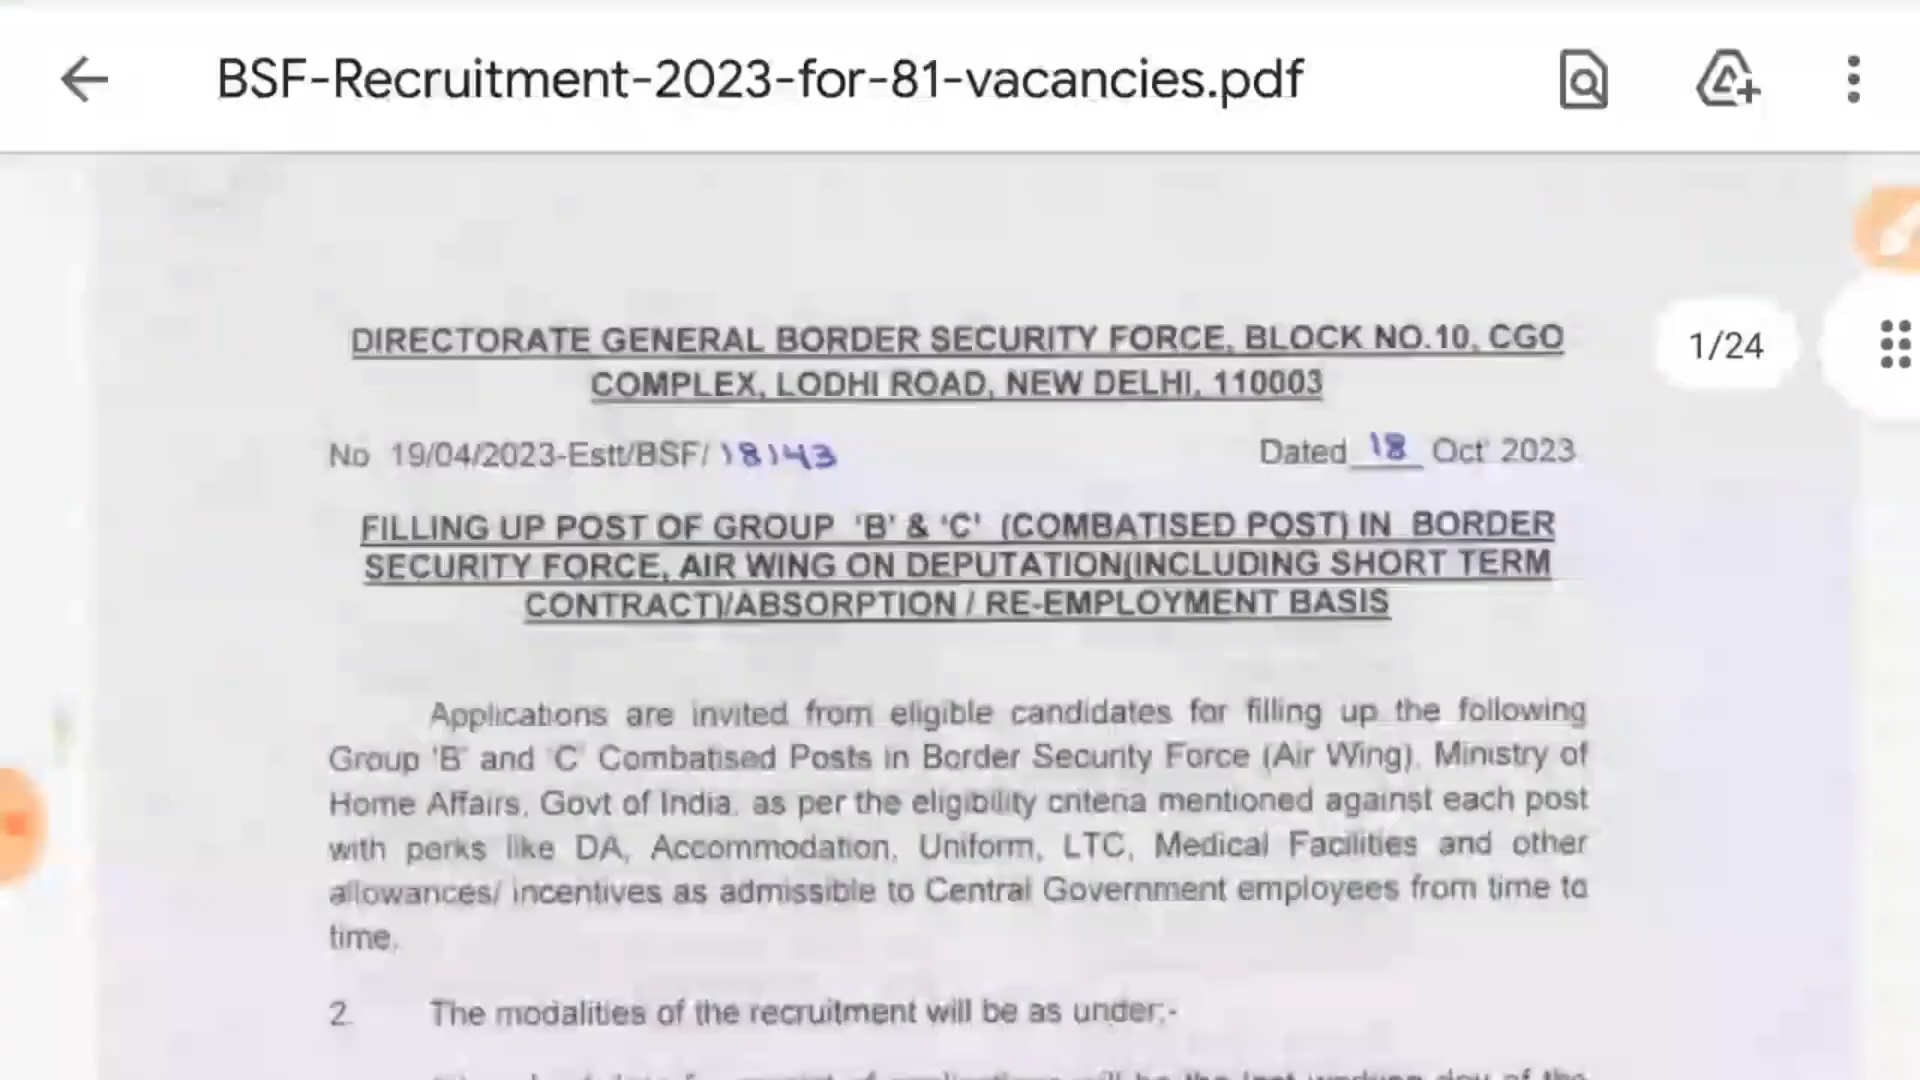 BSF-Recruitment-2023-for-81-vacancies.pdf
DIRECTORATE GENERAL BORDER SECURITY FORCE, BLOCK NO.10, CGO
1/24
COMPLEX, LODHI ROAD, NEW DELHI, 110003
No 19/04/2023-Estt/BSF/ 18143 Dated 18 Oct' 2023
FILLING UP POST OF GROUP 'B' & 'C' (COMBATISED POST) IN BORDER
SECURITY FORCE, AIR WING ON DEPUTATION(INCLUDING SHORT TERM
CONTRACT)/ABSORPTION / RE-EMPLOYMENT BASIS
Applications are invited from eligible candidates for filling up the following
Group 'B' and 'C' Combatised Posts in Border Security Force (Air Wing), Ministry of
Home Affairs, Govt of India, as per the eligibility criteria mentioned against each post
with perks like DA, Accommodation, Uniform, LTC, Medical Facilities and other
allowances/ incentives as admissible to Central Government employees from time to
time.
2. The modalities of the recruitment will be as under:-